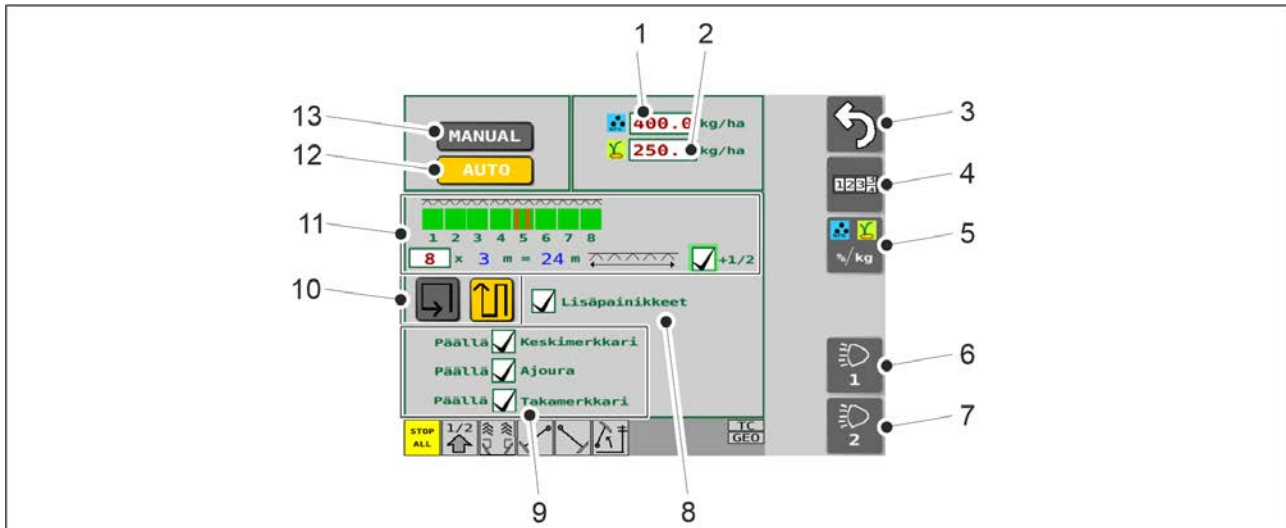 1 2
13 MANUAL 400.0 kg/ha 3
12 AUTO 250. kg/ha
1233 4
4
11 1 2 3 4 5 6 7 8 %/kg 5
8 x 3 m = 24 m +1/2
10 Lisäpainikkeet
Päällä Keskimerkkari 1 6
Päällä Ajoura
Päällä Takamerkkari 2 7
STOP ALL 1/2 TC
GEO
9 8